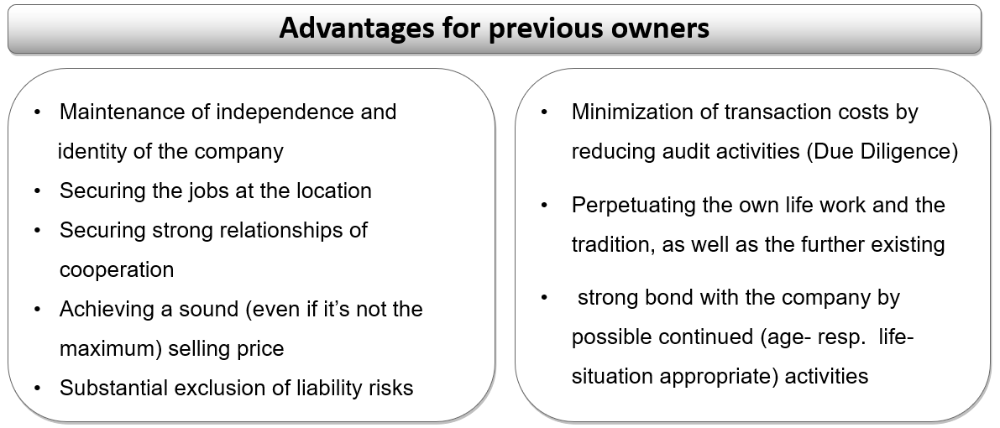 Advantages for previous owners
• Maintenance of independence and
identity of the company
• Securing the jobs at the location
• Securing strong relationships of
cooperation
• Achieving a sound (even if it’s not the
maximum) selling price
• Substantial exclusion of liability risks
• Minimization of transaction costs by
reducing audit activities (Due Diligence)
• Perpetuating the own life work and the
tradition, as well as the further existing
• strong bond with the company by
possible continued (age- resp. life-
situation appropriate) activities